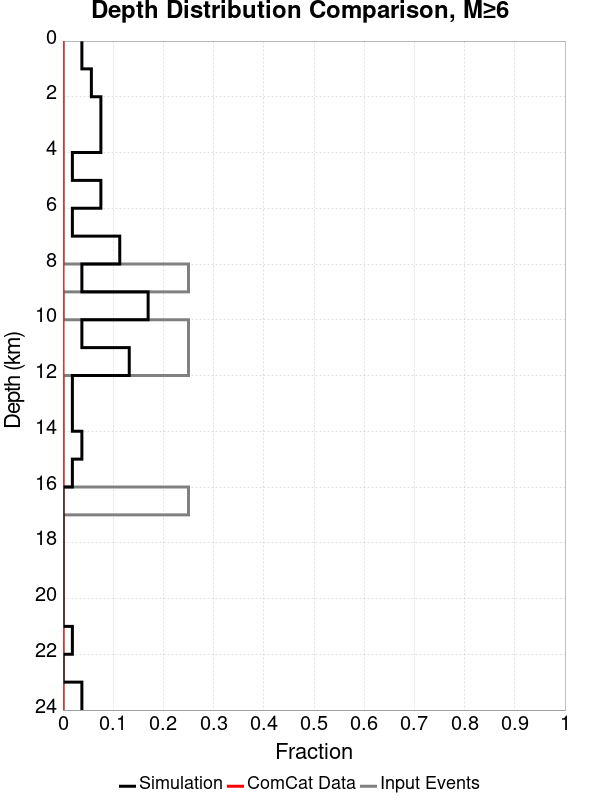 Depth Distribution Comparison, M≥6
0
2
4
6
8
10
12
14
16
18
20
22
24
Depth (km)
0 0.1 0.2 0.3 0.4 0.5 0.6 0.7 0.8 0.9 1
Fraction
Simulation ComCat Data Input Events